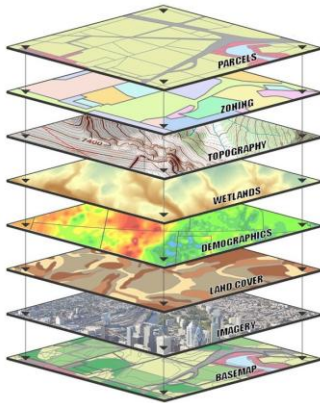 PARCELS
ZONING
TOPOGRAPHY
WETLANDS
DEMOGRAPHICS
LAND COVER
IMAGERY
BASEMAP